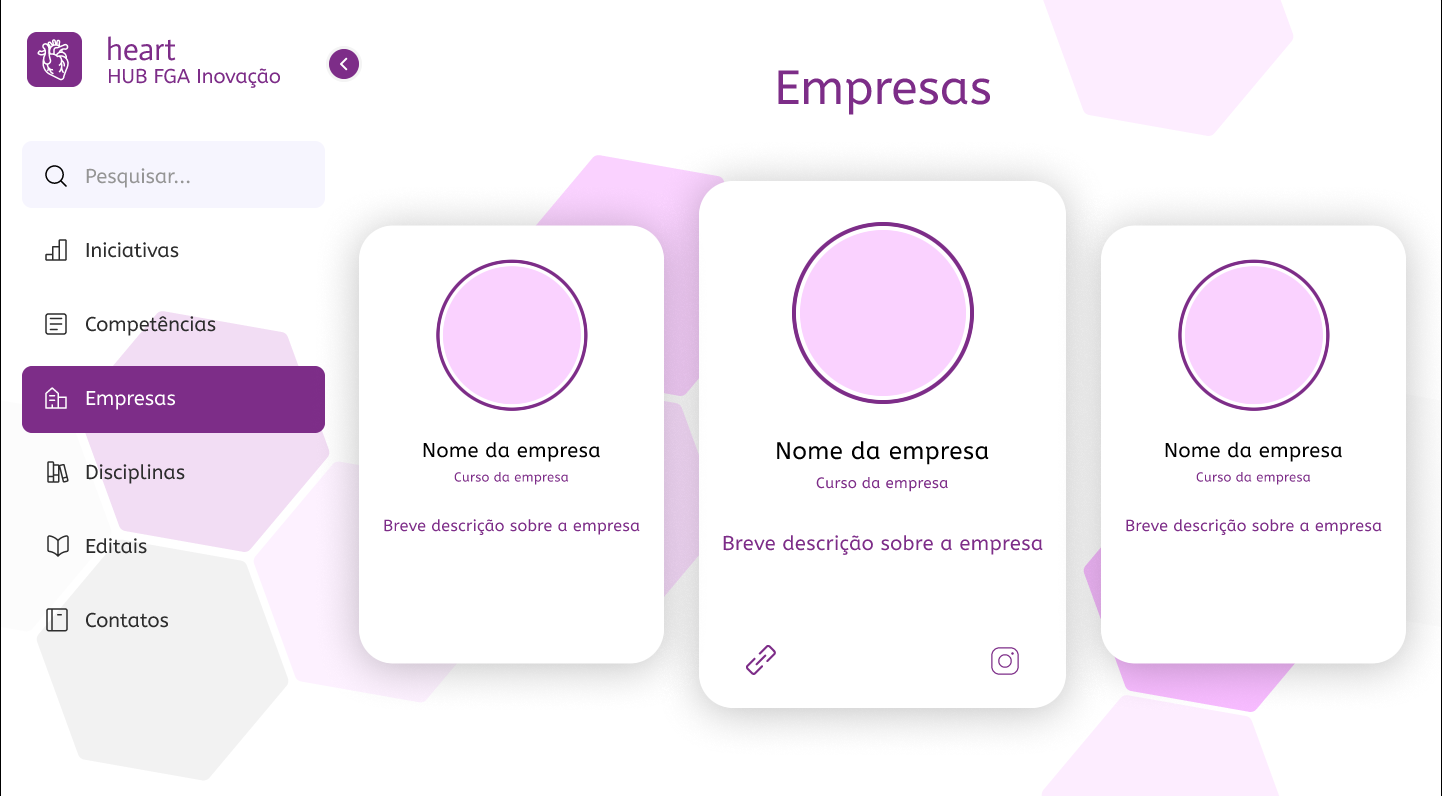 heart
HUB FGA Inovação
Pesquisar...
Iniciativas
Competências
Empresas
Disciplinas
Editais
Contatos
Empresas
Nome da empresa
Curso da empresa
Breve descrição sobre a empresa
Nome da empresa
Curso da empresa
Breve descrição sobre a empresa
Nome da empresa
Curso da empresa
Breve descrição sobre a empresa